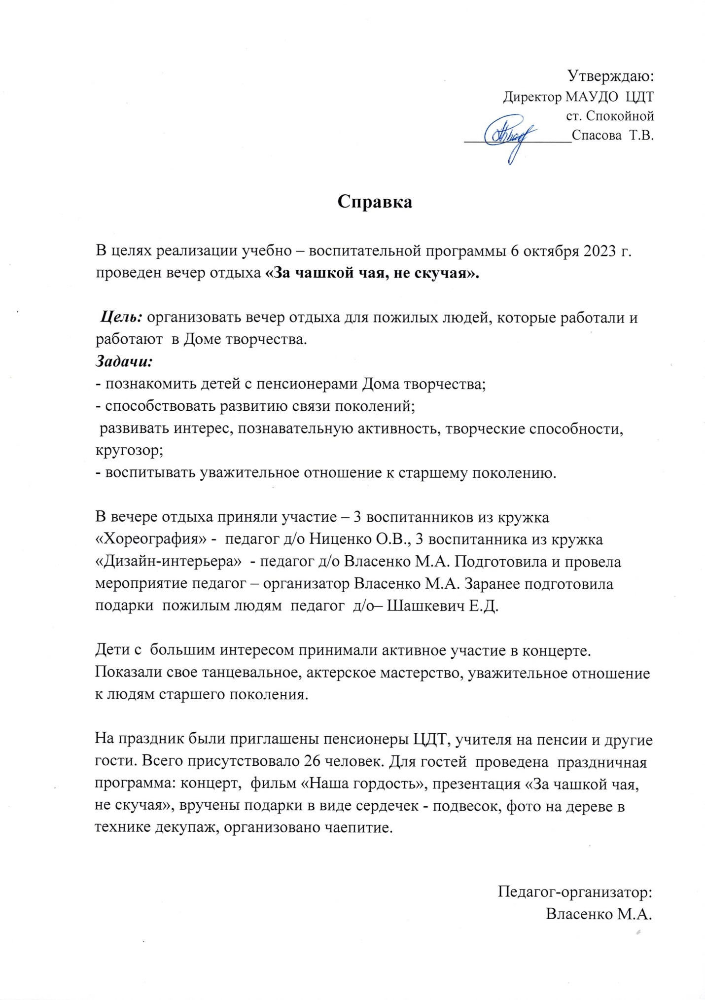 Утверждаю:
Директор МАУДО  ЦДТ
ст. Спокойной
_______________Спасова  Т.В.
Справка
В целях реализации учебно – воспитательной программы 6 октября 2023 г.
проведен вечер отдыха «За чашкой чая, не скучая».
Цель: организовать вечер отдыха для пожилых людей, которые работали и
работают  в Доме творчества.
Задачи:
- познакомить детей с пенсионерами Дома творчества;
- способствовать развитию связи поколений;
развивать интерес, познавательную активность, творческие способности,
кругозор;
- воспитывать уважительное отношение к старшему поколению.
В вечере отдыха приняли участие – 3 воспитанников из кружка
«Хореография» -  педагог д/о Ниценко О.В., 3 воспитанника из кружка
«Дизайн-интерьера»  - педагог д/о Власенко М.А. Подготовила и провела
мероприятие педагог – организатор Власенко М.А. Заранее подготовила
подарки  пожилым людям  педагог  д/о– Шашкевич Е.Д.
Дети с  большим интересом принимали активное участие в концерте.
Показали свое танцевальное, актерское мастерство, уважительное отношение
к людям старшего поколения.
На праздник были приглашены пенсионеры ЦДТ, учителя на пенсии и другие
гости. Всего присутствовало 26 человек. Для гостей  проведена  праздничная
программа: концерт,  фильм «Наша гордость», презентация «За чашкой чая,
не скучая», вручены подарки в виде сердечек - подвесок, фото на дереве в
технике декупаж, организовано чаепитие.
Педагог-организатор:
Власенко М.А.